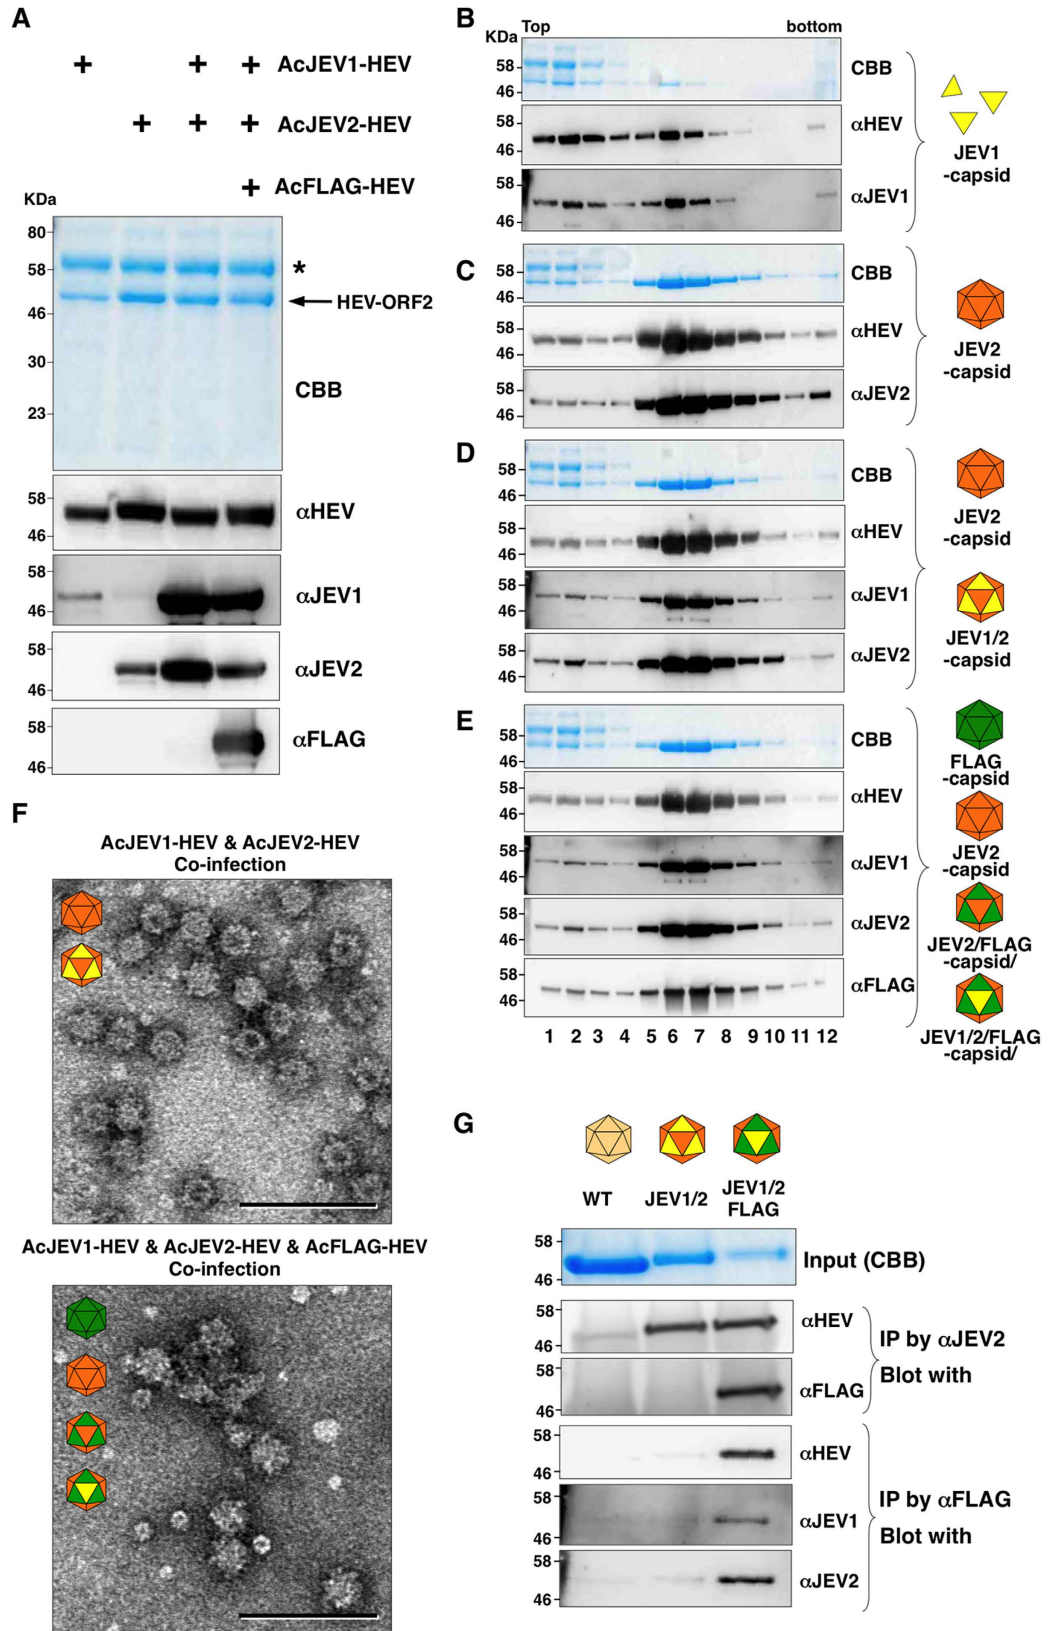 A
+ + + AcJEV1-HEV
+ + + AcJEV2-HEV
+ AcFLAG-HEV
KDa
80
58
*
HEV-ORF2
46
30
CBB
23
58
αHEV
46
58
αJEV1
46
58
αJEV2
46
58
αFLAG
46
B
Top bottom
KDa
58
CBB
46
58
αHEV
46
58
αJEV1
46
JEV1
-capsid
C
58
CBB
46
58
αHEV
46
58
αJEV2
46
JEV2
-capsid
D
58
CBB
46
58
αHEV
46
58
αJEV1
46
58
αJEV2
46
JEV2
-capsid
JEV1/2
-capsid
E
58
CBB
46
58
αHEV
46
58
αJEV1
46
58
αJEV2
46
58
αFLAG
46
1 2 3 4 5 6 7 8 9 10 11 12
FLAG
-capsid
JEV2
-capsid
JEV2/FLAG
-capsid/
JEV1/2/FLAG
-capsid/
F
AcJEV1-HEV & AcJEV2-HEV
Co-infection
AcJEV1-HEV & AcJEV2-HEV & AcFLAG-HEV
Co-infection
G
WT JEV1/2 JEV1/2
FLAG
58
Input (CBB)
46
58
αHEV
46
58
αFLAG
46
IP by αJEV2
Blot with
58
αHEV
46
58
αJEV1
46
58
αJEV2
46
IP by αFLAG
Blot with